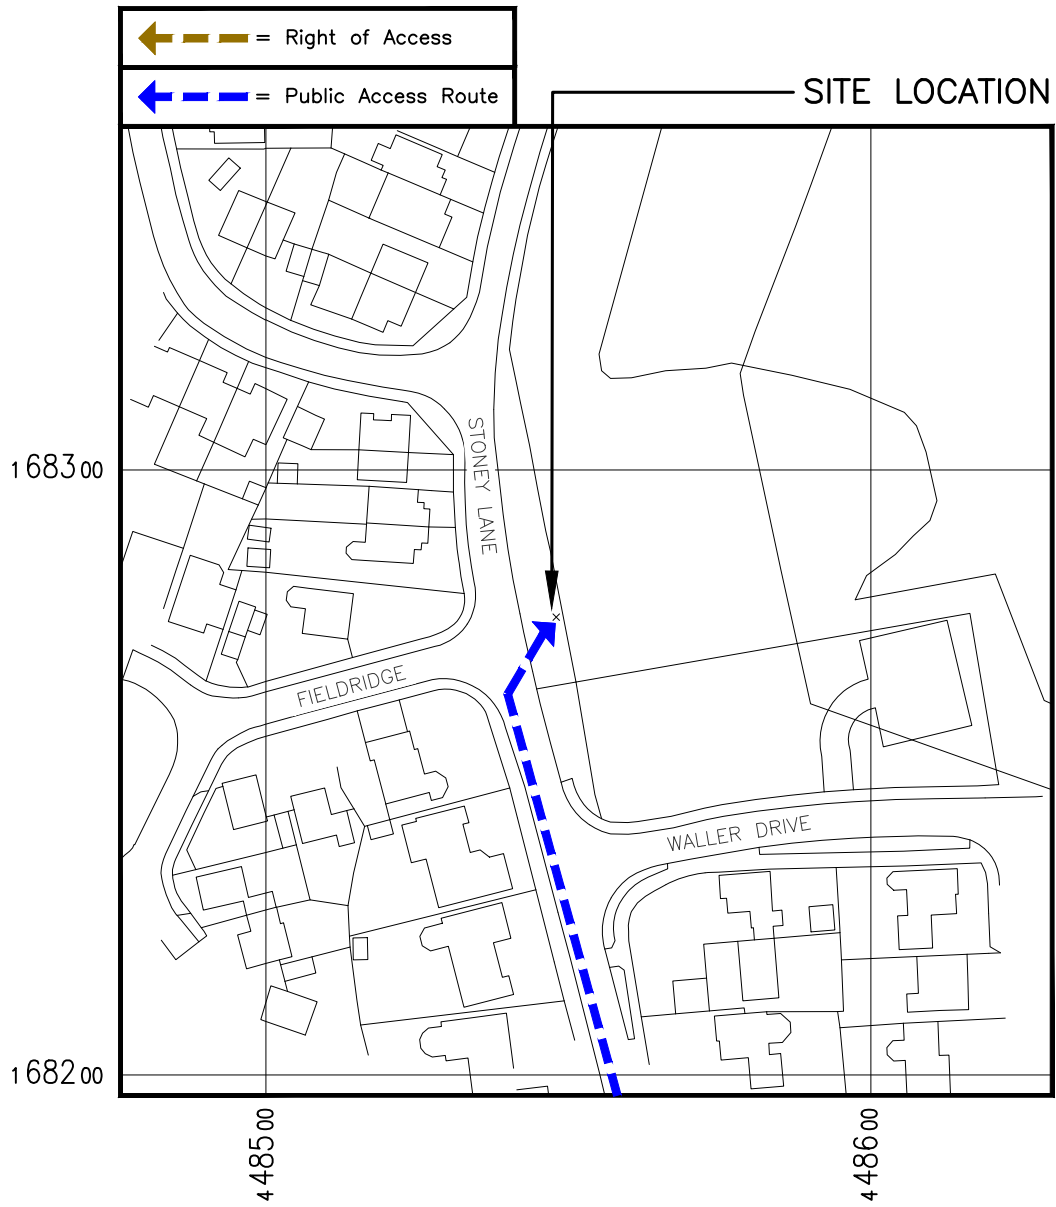 = Right of Access
= Public Access Route
SITE LOCATION
STONEY LANE
168300
FIELDRIDGE
WALLER DRIVE
168200
448500
448600